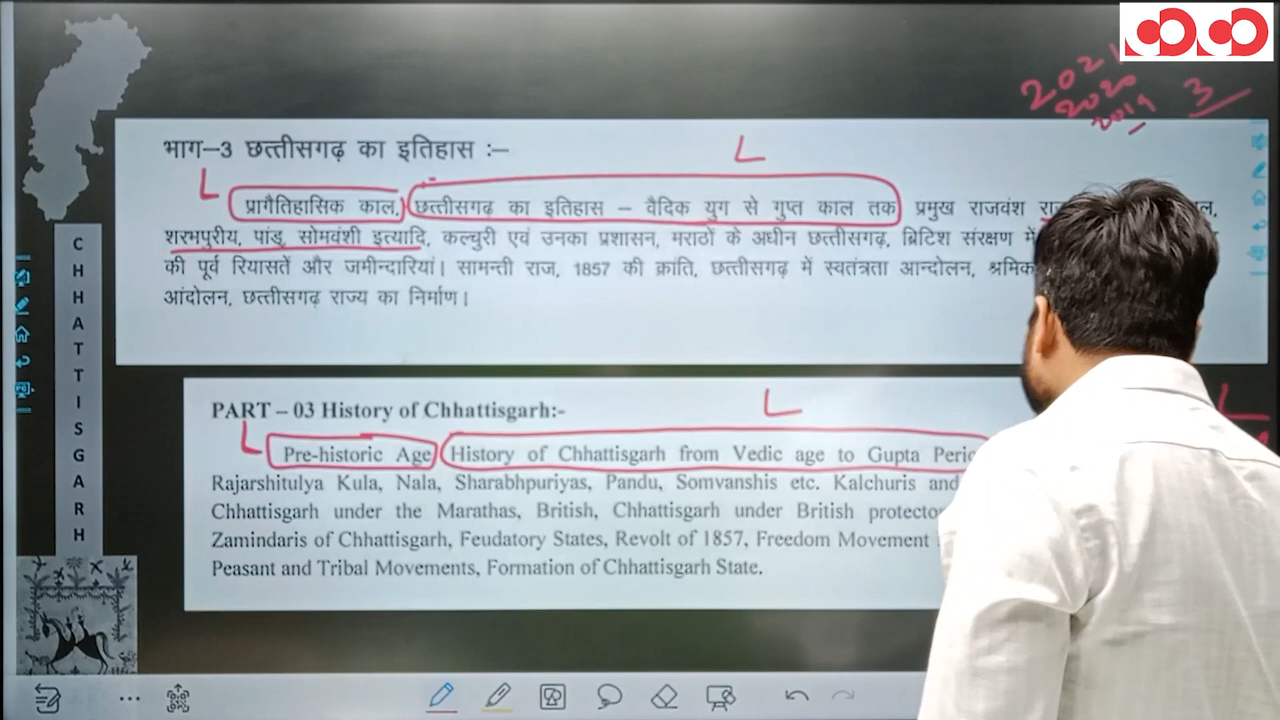 2021
2020
2019
3
भाग–3 छत्तीसगढ़ का इतिहास :–
L
L
प्रागैतिहासिक काल, छत्तीसगढ़ का इतिहास – वैदिक युग से गुप्त काल तक प्रमुख राजवंश
शरभपुरीय, पांडु, सोमवंशी इत्यादि, कल्चुरी एवं उनका प्रशासन, मराठों के अधीन छत्तीसगढ़, ब्रिटिश संरक्षण में
की पूर्व रियासतें और जमीन्दारियां। सामन्ती राज, 1857 की क्रांति, छत्तीसगढ़ में स्वतंत्रता आन्दोलन, श्रमिक
आंदोलन, छत्तीसगढ़ राज्य का निर्माण।
CHHATTISGARH
PART – 03 History of Chhattisgarh:-
L
L
L
Pre-historic Age History of Chhattisgarh from Vedic age to Gupta
Rajarshitulya Kula, Nala, Sharabhpuriyas, Pandu, Somvanshis etc. Kalchuris and
Chhattisgarh under the Marathas, British, Chhattisgarh under British
Zamindaris of Chhattisgarh, Feudatory States, Revolt of 1857, Freedom Movement
Peasant and Tribal Movements, Formation of Chhattisgarh State.